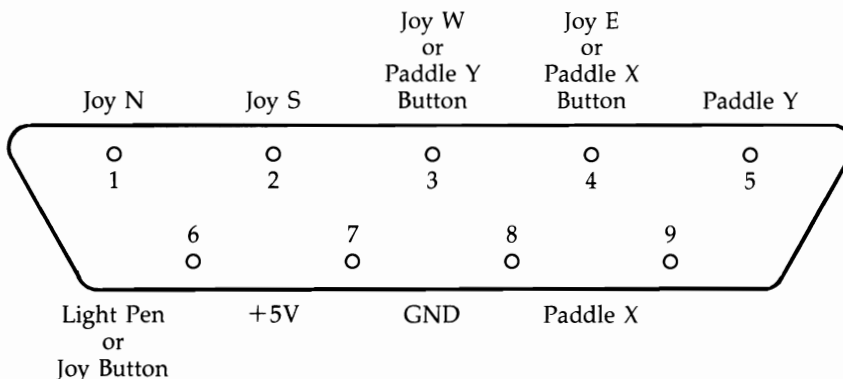 Joy N
Joy S
Joy W
or
Paddle Y
Button
Joy E
or
Paddle X
Button
Paddle Y
1
2
3
4
5
6
7
8
9
Light Pen
or
Joy Button
+5V
GND
Paddle X